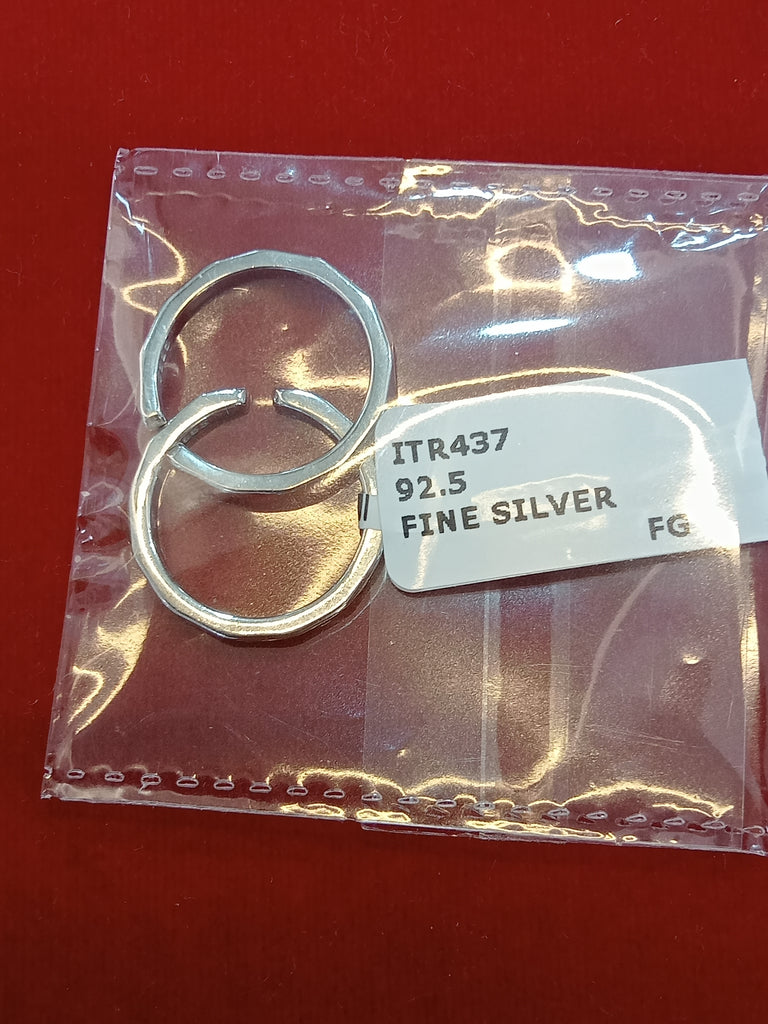 ITR437
92.5
FINE SILVER
FG